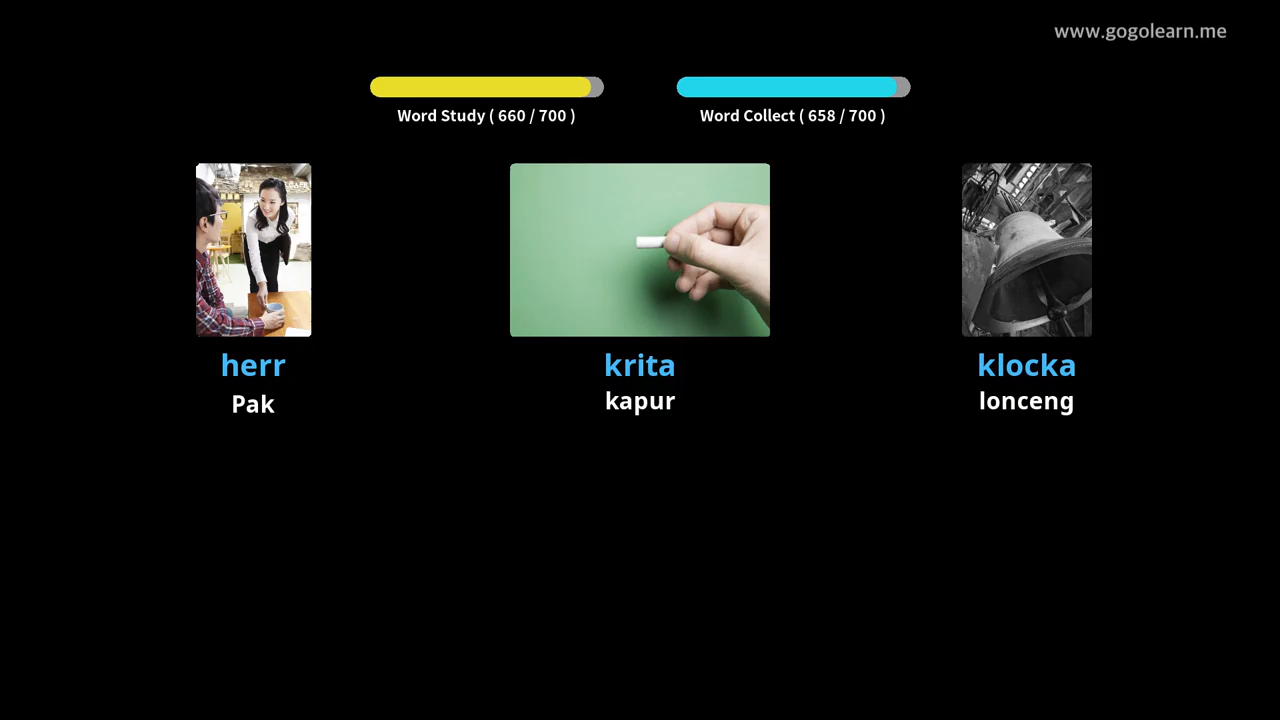 www.gogolearn.me
Word Study ( 660 / 700 )
Word Collect ( 658 / 700 )
herr
Pak
krita
kapur
klocka
lonceng